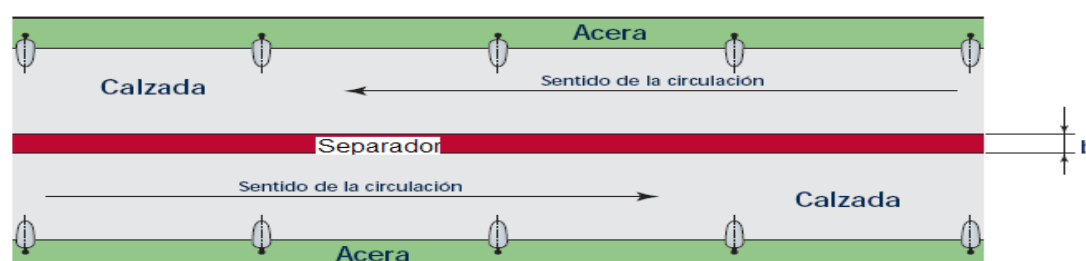 Acera
Sentido de la circulación
Calzada
Separador
b
Sentido de la circulación
Calzada
Acera